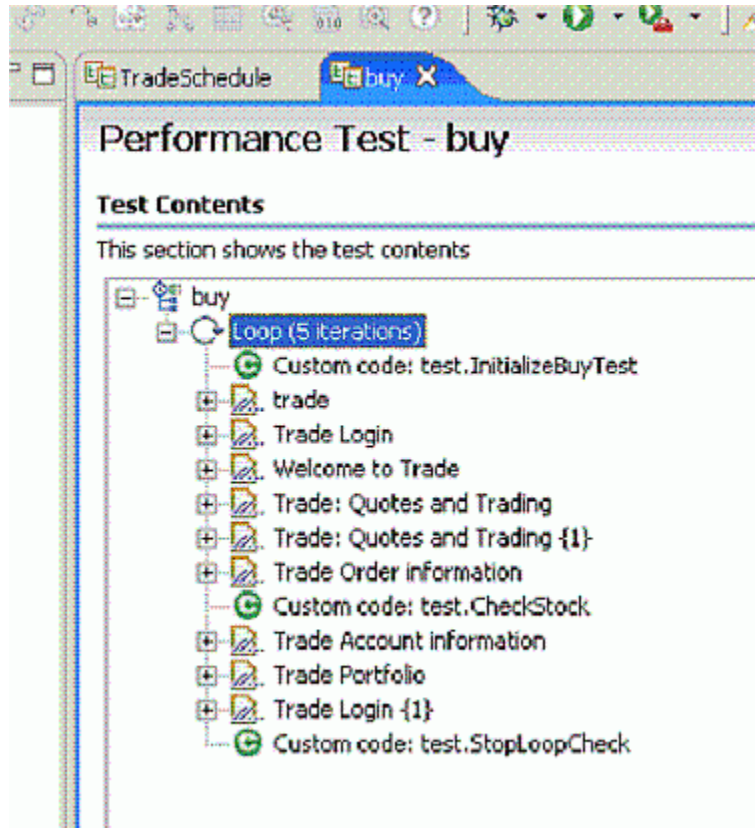 010
TradeSchedule
buy
Performance Test - buy
Test Contents
This section shows the test contents
buy
Loop (5 iterations)
Custom code: test.InitializeBuyTest
trade
Trade Login
Welcome to Trade
Trade: Quotes and Trading
Trade: Quotes and Trading {1}
Trade Order information
Custom code: test.CheckStock
Trade Account information
Trade Portfolio
Trade Login {1}
Custom code: test.StopLoopCheck